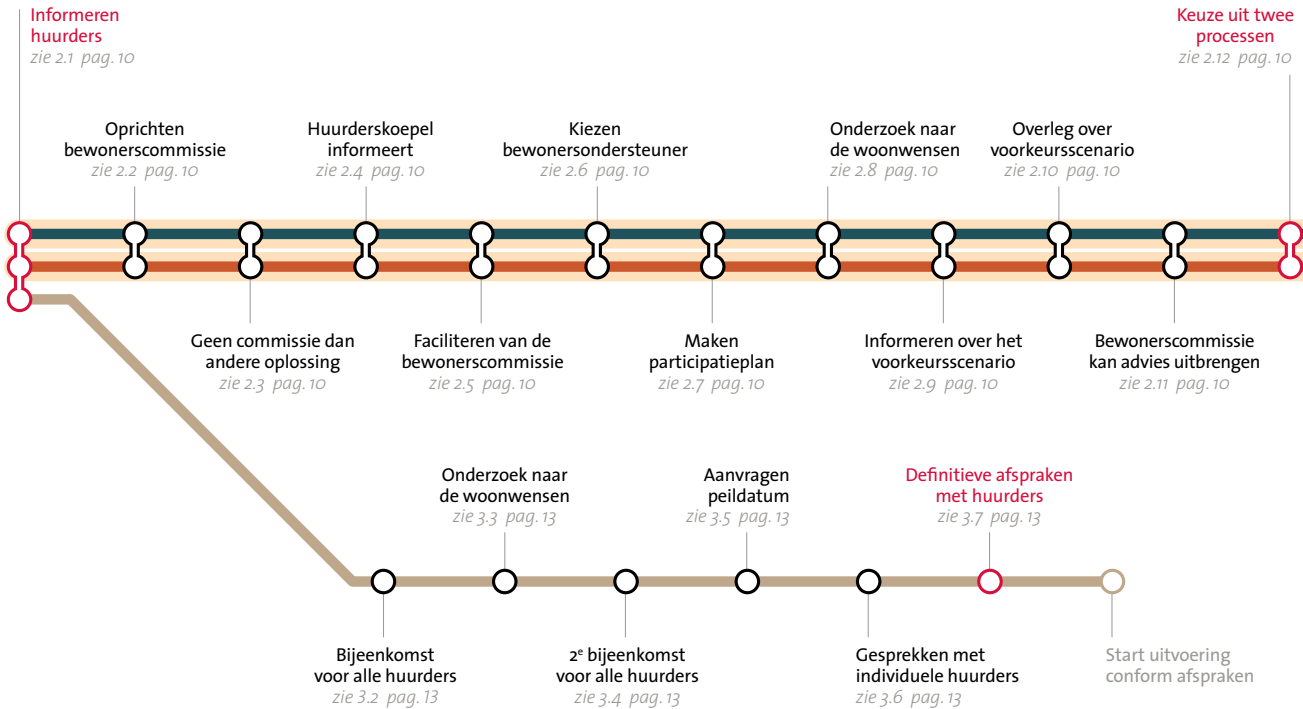 Informeren
huurders
zie 2.1 pag. 10
Keuze uit twee
processen
zie 2.12 pag. 10
Oprichten
bewonerscommissie
zie 2.2 pag. 10
Huurderskoepel
informeert
zie 2.4 pag. 10
Kiezen
bewonersondersteuner
zie 2.6 pag. 10
Onderzoek naar
de woonwensen
zie 2.8 pag. 10
Overleg over
voorkeursscenario
zie 2.10 pag. 10
Geen commissie dan
andere oplossing
zie 2.3 pag. 10
Faciliteren van de
bewonerscommissie
zie 2.5 pag. 10
Maken
participatieplan
zie 2.7 pag. 10
Informeren over het
voorkeursscenario
zie 2.9 pag. 10
Bewonerscommissie
kan advies uitbrengen
zie 2.11 pag. 10
Onderzoek naar
de woonwensen
zie 3.3 pag. 13
Aanvragen
peildatum
zie 3.5 pag. 13
Definitieve afspraken
met huurders
zie 3.7 pag. 13
Bijeenkomst
voor alle huurders
zie 3.2 pag. 13
2e bijeenkomst
voor alle huurders
zie 3.4 pag. 13
Gesprekken met
individuele huurders
zie 3.6 pag. 13
Start uitvoering
conform afspraken